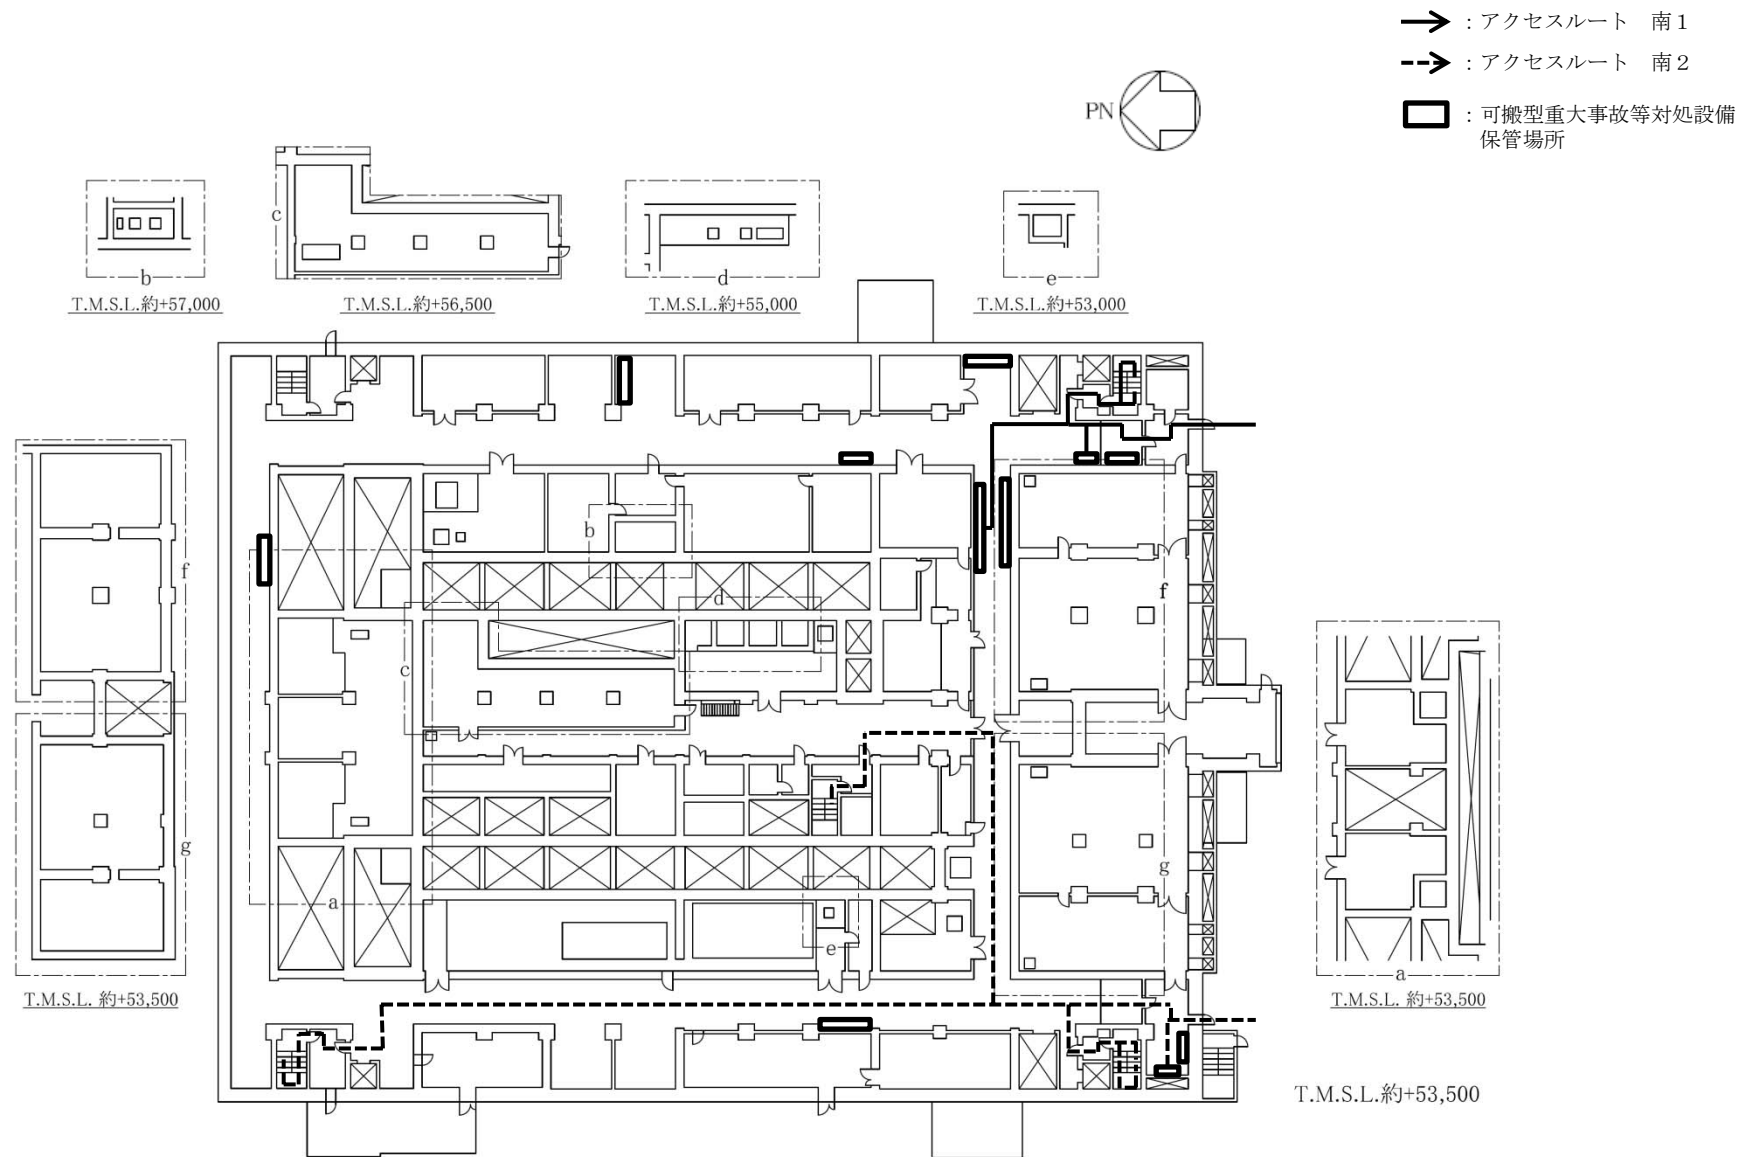 ：アクセスルート　南１
：アクセスルート　南２
：可搬型重大事故等対処設備
保管場所
PN
b
T.M.S.L.約+57,000
c
T.M.S.L.約+56,500
d
T.M.S.L.約+55,000
e
T.M.S.L.約+53,000
f
g
T.M.S.L. 約+53,500
b
d
c
a
e
f
g
a
T.M.S.L. 約+53,500
T.M.S.L.約+53,500